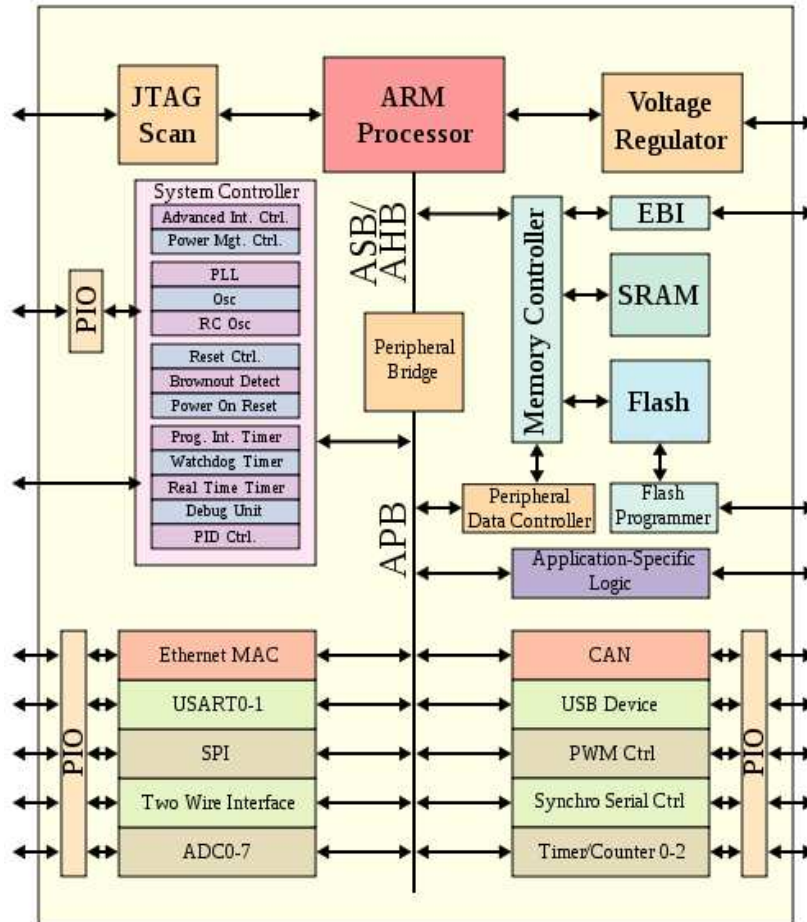 JTAG
Scan
ARM
Processor
Voltage
Regulator
System Controller
Advanced Int. Ctrl.
Power Mgt. Ctrl.
PLL
Osc
RC Osc
Reset Ctrl.
Brownout Detect
Power On Reset
Prog. Int. Timer
Watchdog Timer
Real Time Timer
Debug Unit
PID Ctrl.
PIO
ASB/
AHB
Peripheral
Bridge
APB
Memory Controller
EBI
SRAM
Flash
Peripheral
Data Controller
Flash
Programmer
Application-Specific
Logic
PIO
Ethernet MAC
USART0-1
SPI
Two Wire Interface
ADC0-7
CAN
USB Device
PWM Ctrl
Synchro Serial Ctrl
Timer/Counter 0-2
PIO